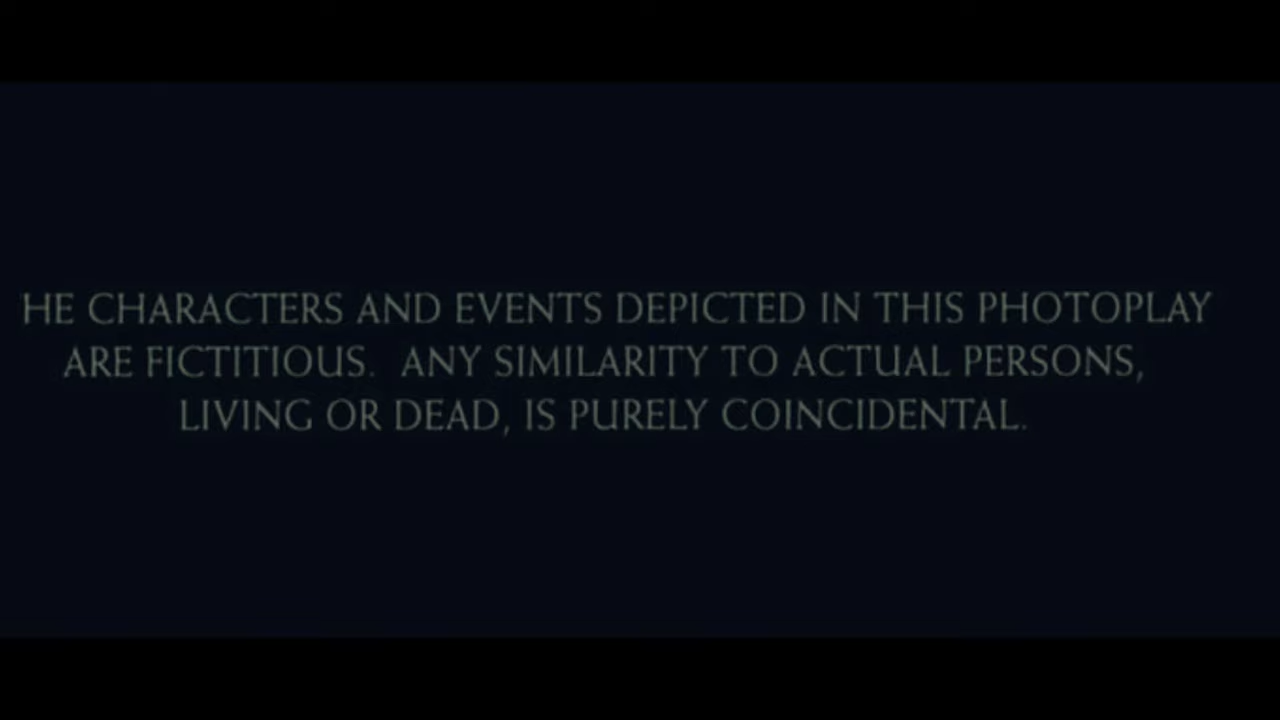 HE CHARACTERS AND EVENTS DEPICTED IN THIS PHOTOPLAY
ARE FICTITIOUS. ANY SIMILARITY TO ACTUAL PERSONS,
LIVING OR DEAD, IS PURELY COINCIDENTAL.